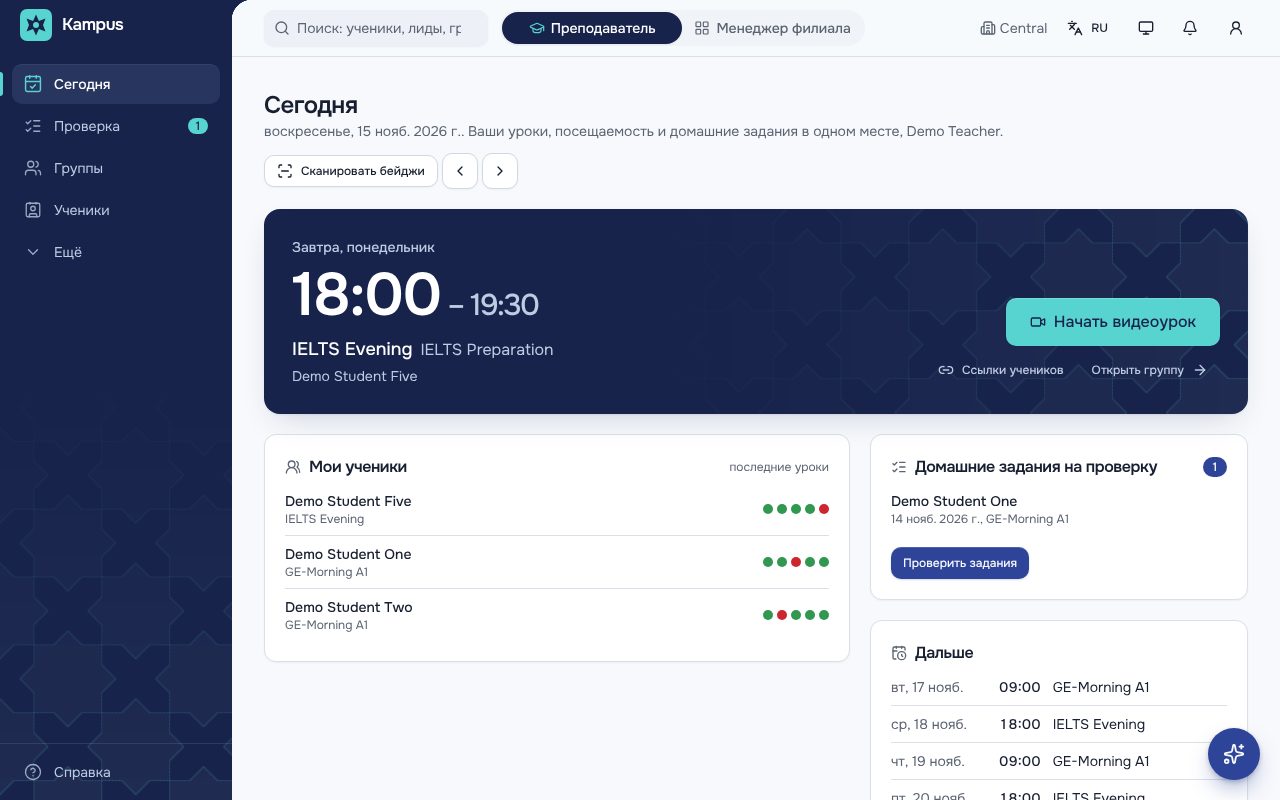 Kampus
Поиск: ученики, лиды, гр
Преподаватель
Менеджер филиала
Central
RU
Сегодня
Проверка 1
Группы
Ученики
Ещё
Справка
Сегодня
воскресенье, 15 нояб. 2026 г.. Ваши уроки, посещаемость и домашние задания в одном месте, Demo Teacher.
Сканировать бейджи
Завтра, понедельник
18:00 – 19:30
IELTS Evening IELTS Preparation
Demo Student Five
Начать видеоурок
Ссылки учеников
Открыть группу
Мои ученики
последние уроки
Demo Student Five
IELTS Evening
Demo Student One
GE-Morning A1
Demo Student Two
GE-Morning A1
Домашние задания на проверку 1
Demo Student One
14 нояб. 2026 г., GE-Morning A1
Проверить задания
Дальше
вт, 17 нояб. 09:00 GE-Morning A1
ср, 18 нояб. 18:00 IELTS Evening
чт, 19 нояб. 09:00 GE-Morning A1
пт, 20 нояб. 18:00 IELTS Evening